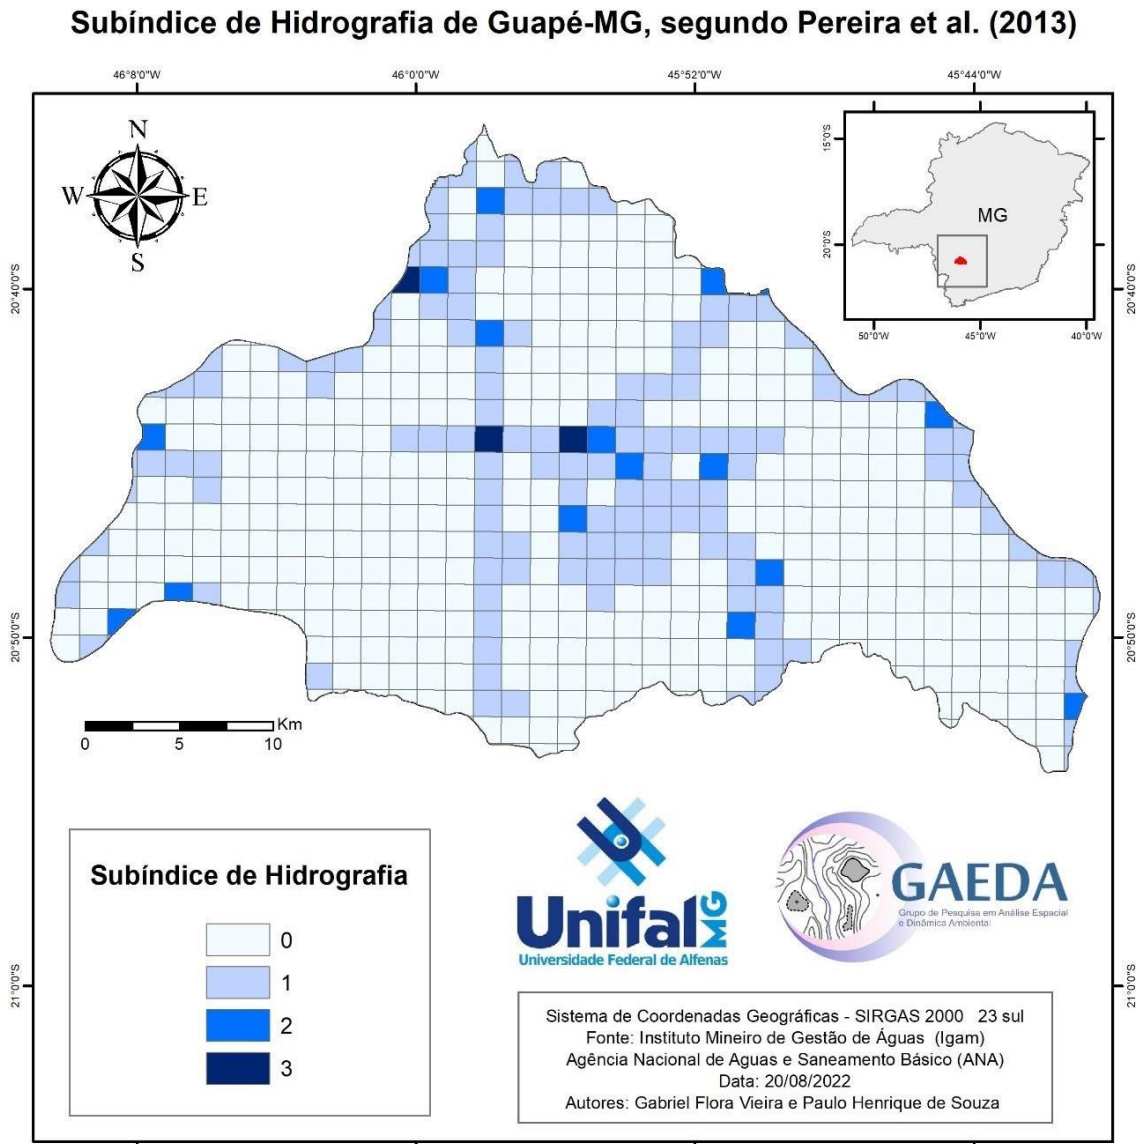 Subíndice de Hidrografia de Guapé-MG, segundo Pereira et al. (2013)
46°8'0"W 46°0'0"W 45°52'0"W 45°44'0"W
N
W E
S
15°S
20°S
MG
50°W 45°W 40°W
20°40'0"S 20°40'0"S
20°50'0"S 20°50'0"S
Km
0 5 10
Subíndice de Hidrografia
0
1
2
3
Unifal MG
Universidade Federal de Alfenas
GAEDA
Grupo de Pesquisa em Análise Espacial
e Dinâmica Ambiental
21°0'0"S 21°0'0"S
Sistema de Coordenadas Geográficas - SIRGAS 2000 23 sul
Fonte: Instituto Mineiro de Gestão de Águas (Igam)
Agência Nacional de Aguas e Saneamento Básico (ANA)
Data: 20/08/2022
Autores: Gabriel Flora Vieira e Paulo Henrique de Souza